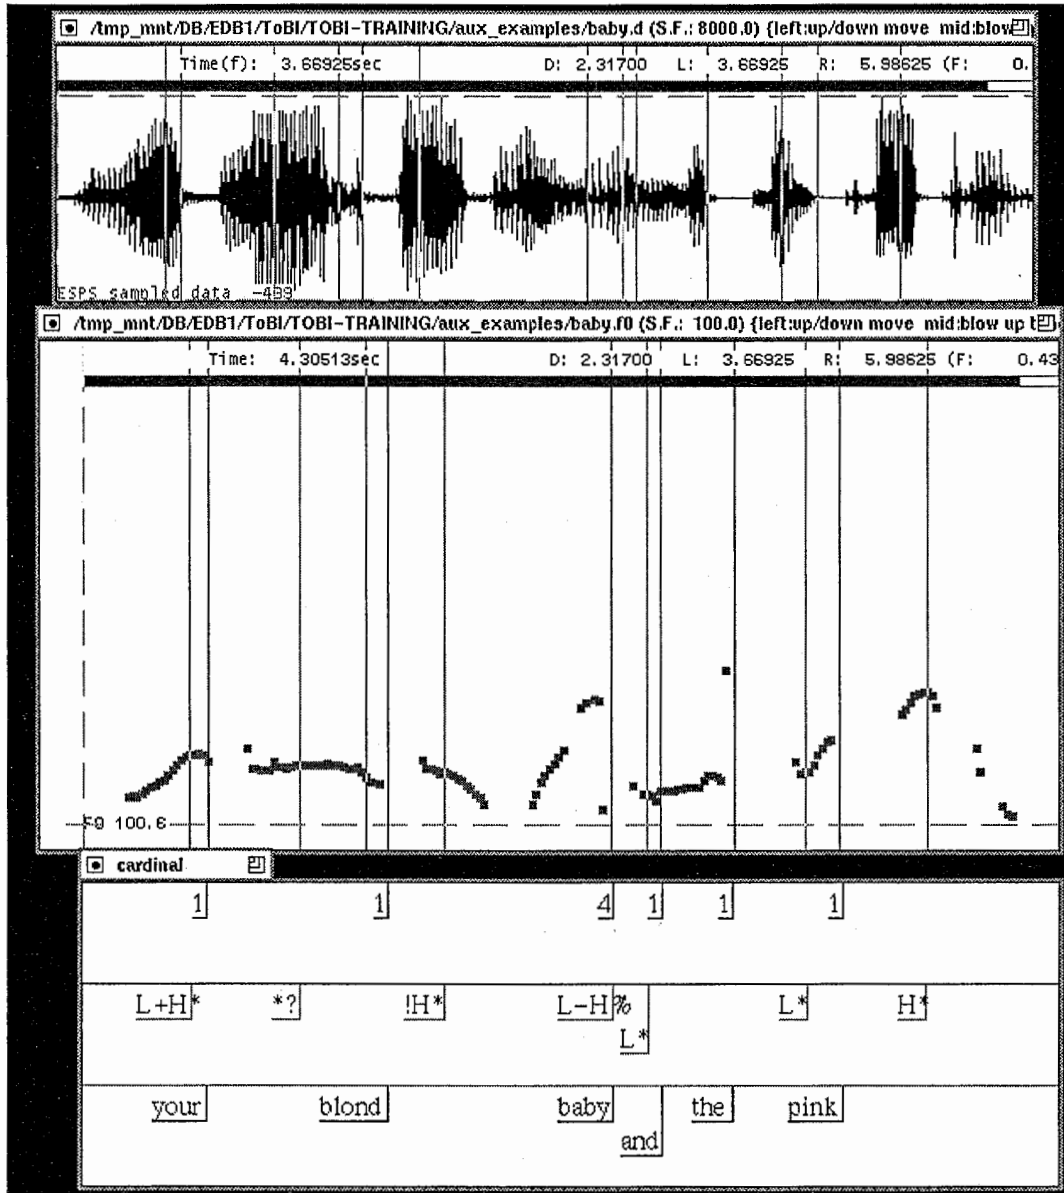 /tmp_mnt/DB/EDB1/ToBI/TOBI-TRAINING/aux_examples/baby.d (S.F.: 8000.0) {left:up/down move mid:blow
Time(f): 3.66925sec D: 2.31700 L: 3.66925 R: 5.98625 (F: 0.
ESPS sampled data -489
/tmp_mnt/DB/EDB1/ToBI/TOBI-TRAINING/aux_examples/baby.f0 (S.F.: 100.0) {left:up/down move mid:blow up t
Time: 4.30513sec D: 2.31700 L: 3.66925 R: 5.98625 (F: 0.43
F0 100.6
cardinal
1 1 4 1 1 1
L+H* *? !H* L-H% L* H*
L*
your blond baby the pink
and